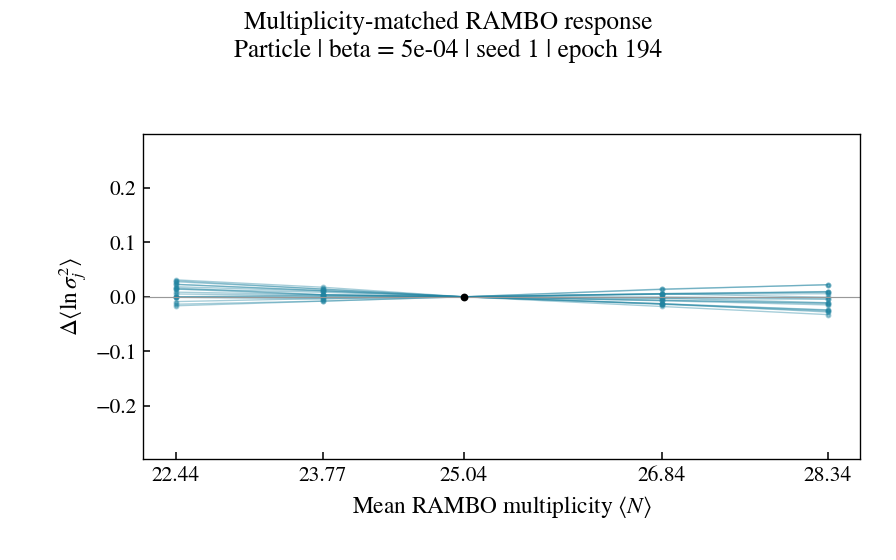 Multiplicity-matched RAMBO response
Particle | beta = 5e-04 | seed 1 | epoch 194
0.2
0.1
0.0
−0.1
−0.2
Δ⟨ln σ_j^2⟩
22.44 23.77 25.04 26.84 28.34
Mean RAMBO multiplicity ⟨N⟩